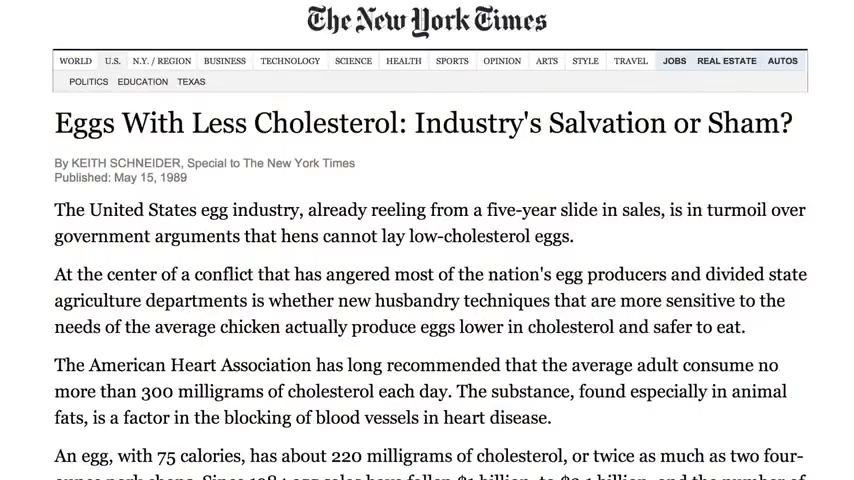 The New York Times
WORLD U.S. N.Y. / REGION BUSINESS TECHNOLOGY SCIENCE HEALTH SPORTS OPINION ARTS STYLE TRAVEL JOBS REAL ESTATE AUTOS
POLITICS EDUCATION TEXAS
Eggs With Less Cholesterol: Industry's Salvation or Sham?
By KEITH SCHNEIDER, Special to The New York Times
Published: May 15, 1989
The United States egg industry, already reeling from a five-year slide in sales, is in turmoil over
government arguments that hens cannot lay low-cholesterol eggs.
At the center of a conflict that has angered most of the nation's egg producers and divided state
agriculture departments is whether new husbandry techniques that are more sensitive to the
needs of the average chicken actually produce eggs lower in cholesterol and safer to eat.
The American Heart Association has long recommended that the average adult consume no
more than 300 milligrams of cholesterol each day. The substance, found especially in animal
fats, is a factor in the blocking of blood vessels in heart disease.
An egg, with 75 calories, has about 220 milligrams of cholesterol, or twice as much as two four-